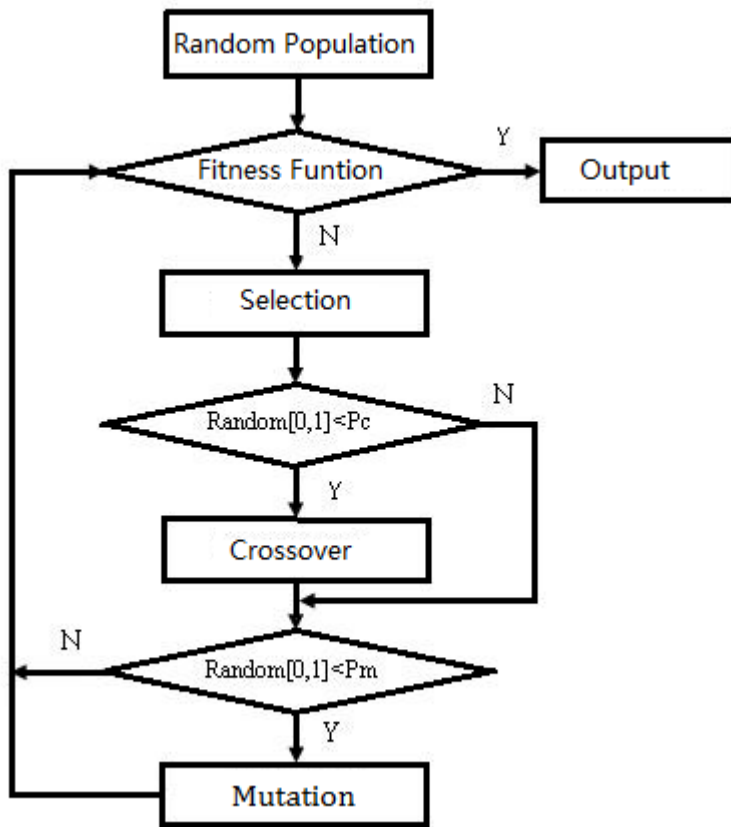 Random Population
Fitness Funtion
Y
Output
N
Selection
Random[0,1]<Pc
N
Y
Crossover
Random[0,1]<Pm
N
Y
Mutation